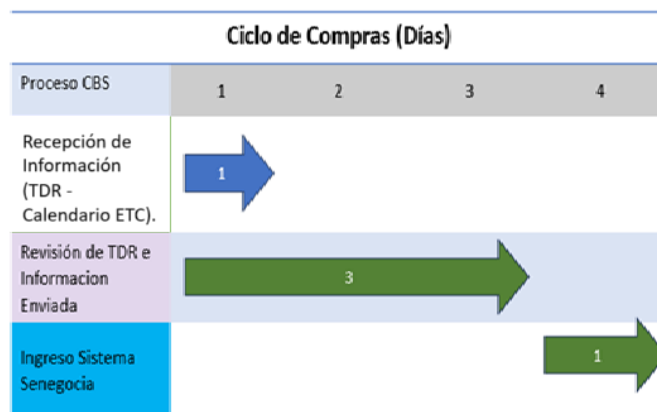 Ciclo de Compras (Días)
Proceso CBS 1 2 3 4
Recepción de
Información
(TDR -
Calendario ETC).
1
Revisión de TDR e
Informacion
Enviada
3
Ingreso Sistema
Senegocia
1